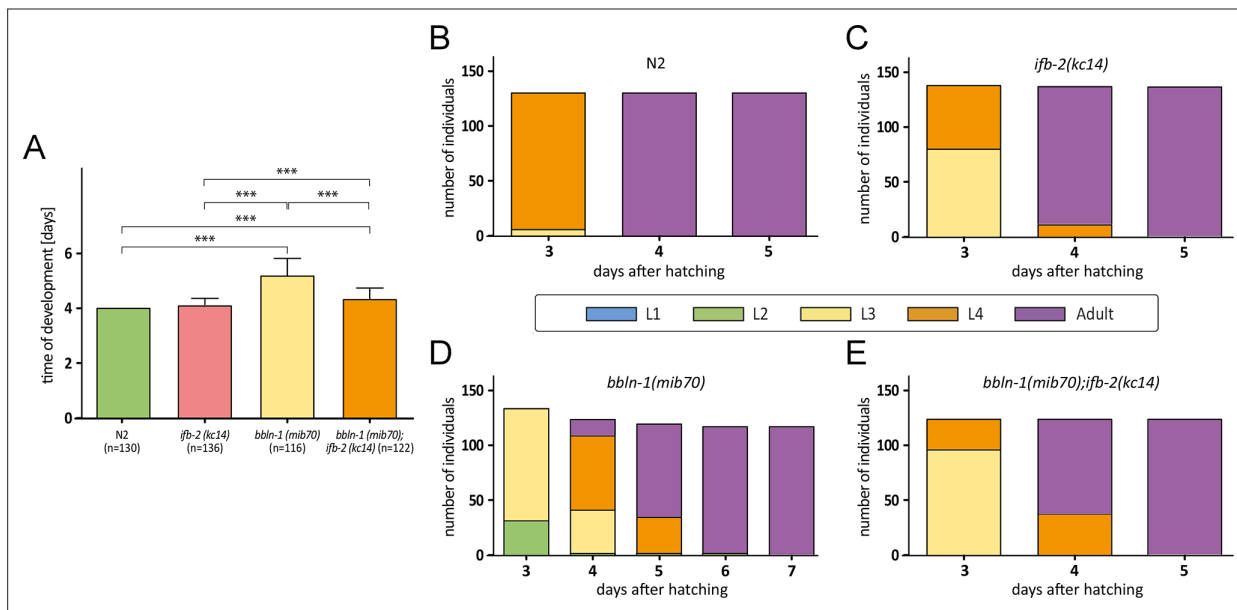 A
***
***
***
***
***
time of development [days]
6
4
2
0
N2
(n=130)
ifb-2 (kc14)
(n=136)
bbln-1 (mib70)
(n=116)
bbln-1 (mib70);
ifb-2 (kc14) (n=122)
B
N2
number of individuals
150
100
50
0
3 4 5
days after hatching
C
ifb-2(kc14)
number of individuals
150
100
50
0
3 4 5
days after hatching
L1 L2 L3 L4 Adult
D
bbln-1(mib70)
number of individuals
150
100
50
0
3 4 5 6 7
days after hatching
E
bbln-1(mib70);ifb-2(kc14)
number of individuals
150
100
50
0
3 4 5
days after hatching